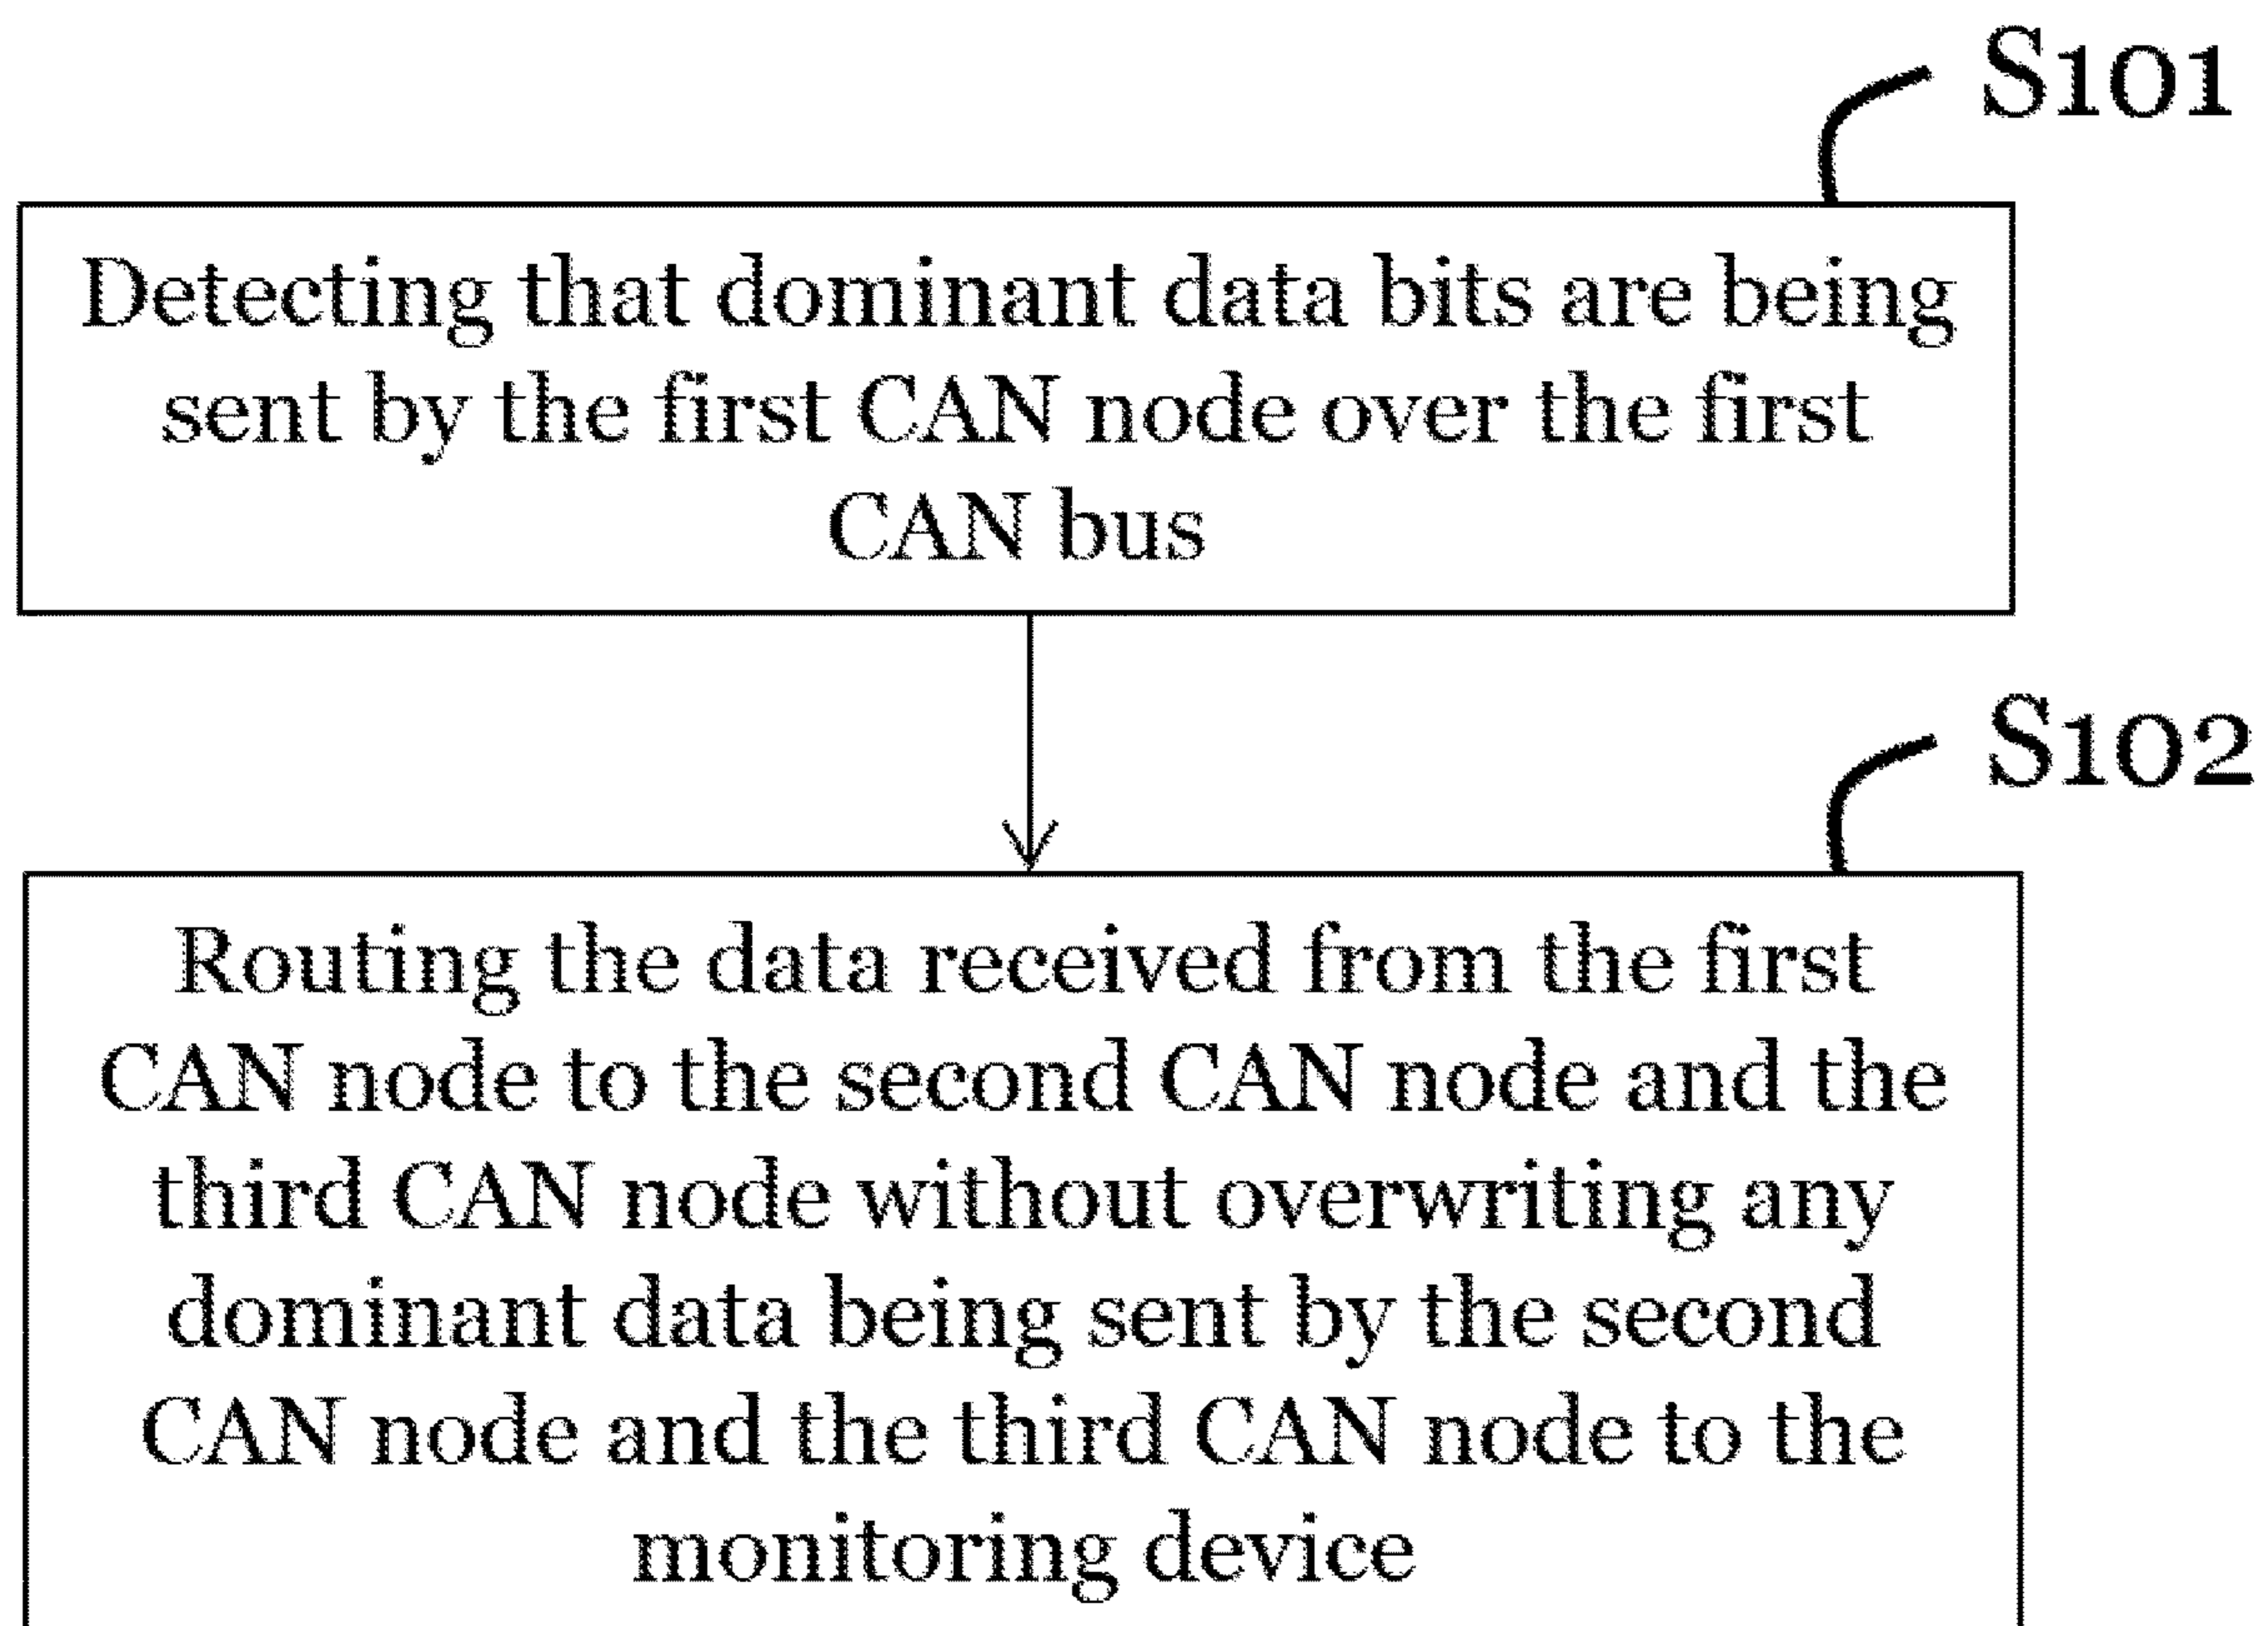 S101
Detecting that dominant data bits are being
sent by the first CAN node over the first
CAN bus
S102
Routing the data received from the first
CAN node to the second CAN node and the
third CAN node without overwriting any
dominant data being sent by the second
CAN node and the third CAN node to the
monitoring device